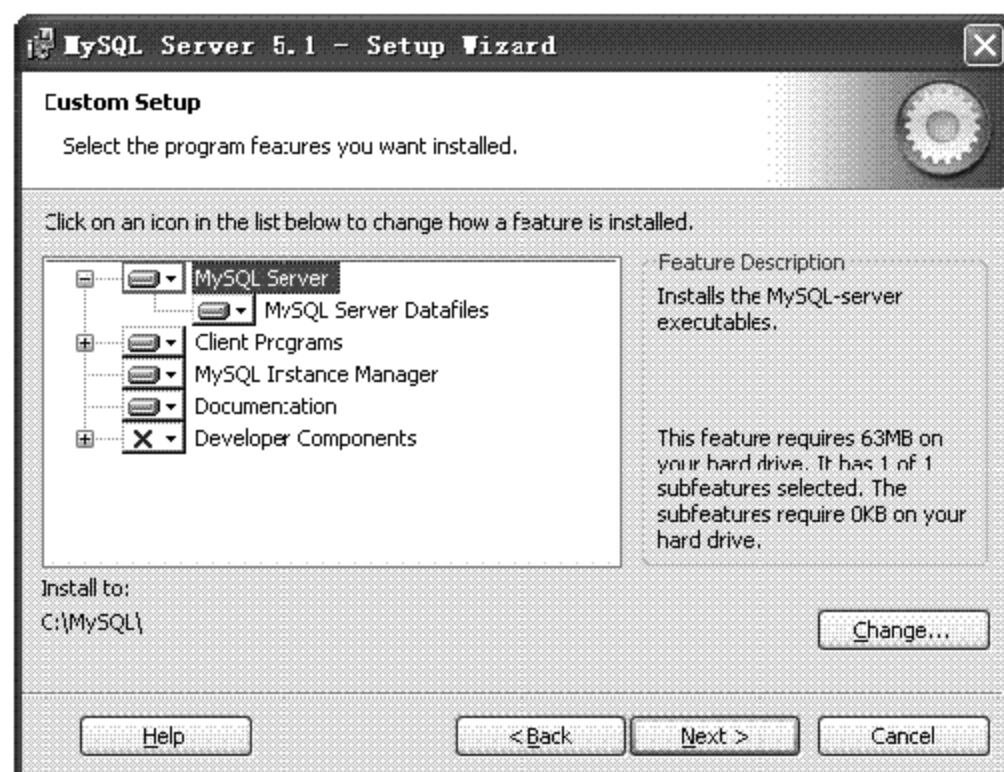 MySQL Server 5.1 - Setup Wizard
Custom Setup
Select the program features you want installed.
Click on an icon in the list below to change how a feature is installed.
MySQL Server
MySQL Server Datafiles
Client Programs
MySQL Instance Manager
Documentation
Developer Components
Feature Description
Installs the MySQL-server
executables.
This feature requires 63MB on
your hard drive. It has 1 of 1
subfeatures selected. The
subfeatures require 0KB on your
hard drive.
Install to:
C:\MySQL\
Change...
Help
< Back
Next >
Cancel